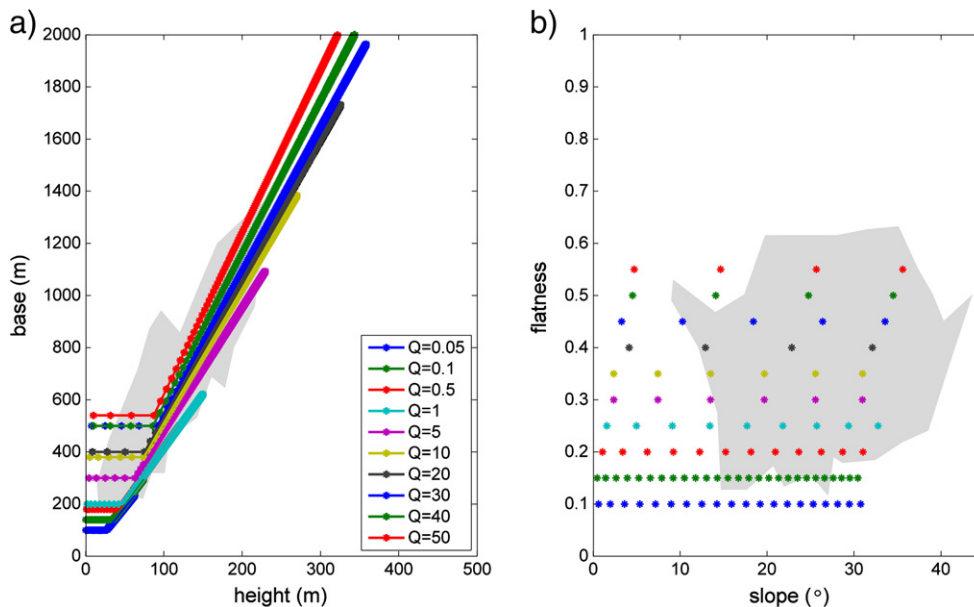 a)
2000
1800
1600
1400
1200
1000
800
600
400
200
0
base (m)
0
100
200
300
400
500
height (m)
Q=0.05
Q=0.1
Q=0.5
Q=1
Q=5
Q=10
Q=20
Q=30
Q=40
Q=50
b)
1
0.9
0.8
0.7
0.6
0.5
0.4
0.3
0.2
0.1
0
flatness
0
10
20
30
40
slope (°)